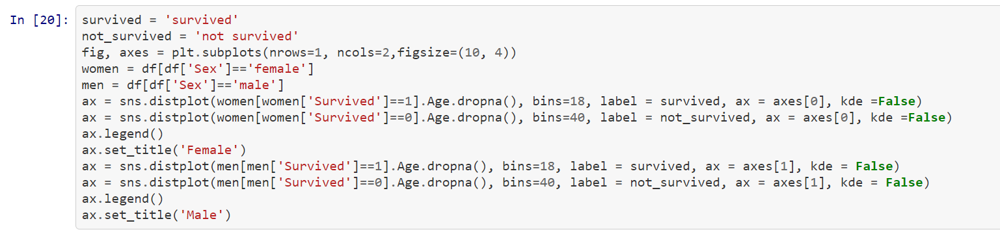 In [20]: survived = 'survived'
not_survived = 'not survived'
fig, axes = plt.subplots(nrows=1, ncols=2,figsize=(10, 4))
women = df[df['Sex']=='female']
men = df[df['Sex']=='male']
ax = sns.distplot(women[women['Survived']==1].Age.dropna(), bins=18, label = survived, ax = axes[0], kde =False)
ax = sns.distplot(women[women['Survived']==0].Age.dropna(), bins=40, label = not_survived, ax = axes[0], kde =False)
ax.legend()
ax.set_title('Female')
ax = sns.distplot(men[men['Survived']==1].Age.dropna(), bins=18, label = survived, ax = axes[1], kde = False)
ax = sns.distplot(men[men['Survived']==0].Age.dropna(), bins=40, label = not_survived, ax = axes[1], kde = False)
ax.legend()
ax.set_title('Male')